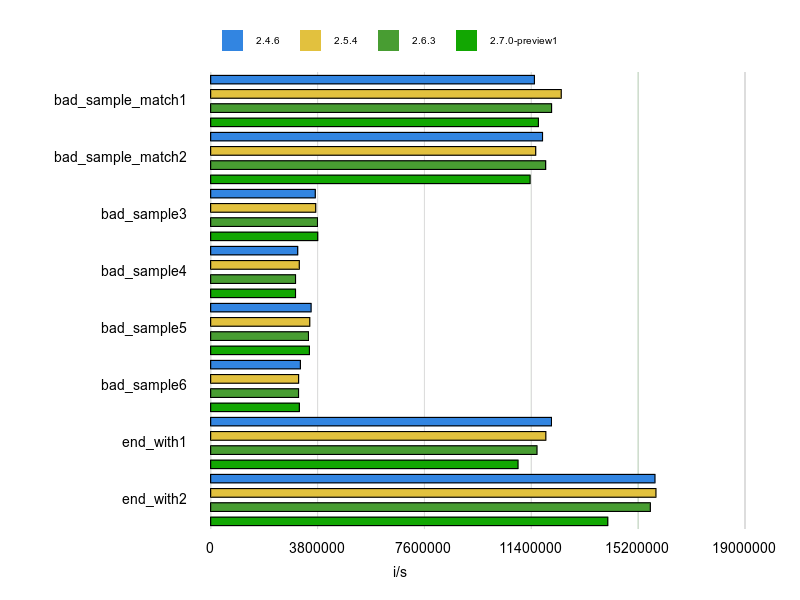 2.4.6 2.5.4 2.6.3 2.7.0-preview1
bad_sample_match1
bad_sample_match2
bad_sample3
bad_sample4
bad_sample5
bad_sample6
end_with1
end_with2
0 3800000 7600000 11400000 15200000 19000000
i/s